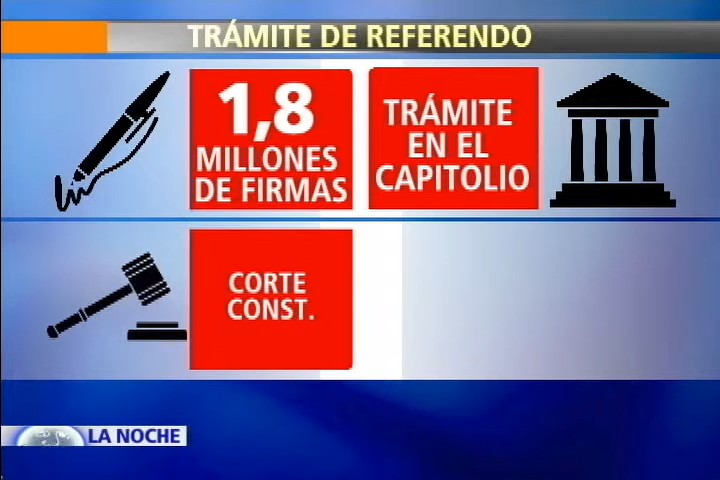 TRÁMITE DE REFERENDO
1,8
MILLONES
DE FIRMAS
TRÁMITE
EN EL
CAPITOLIO
CORTE
CONST.
LA NOCHE